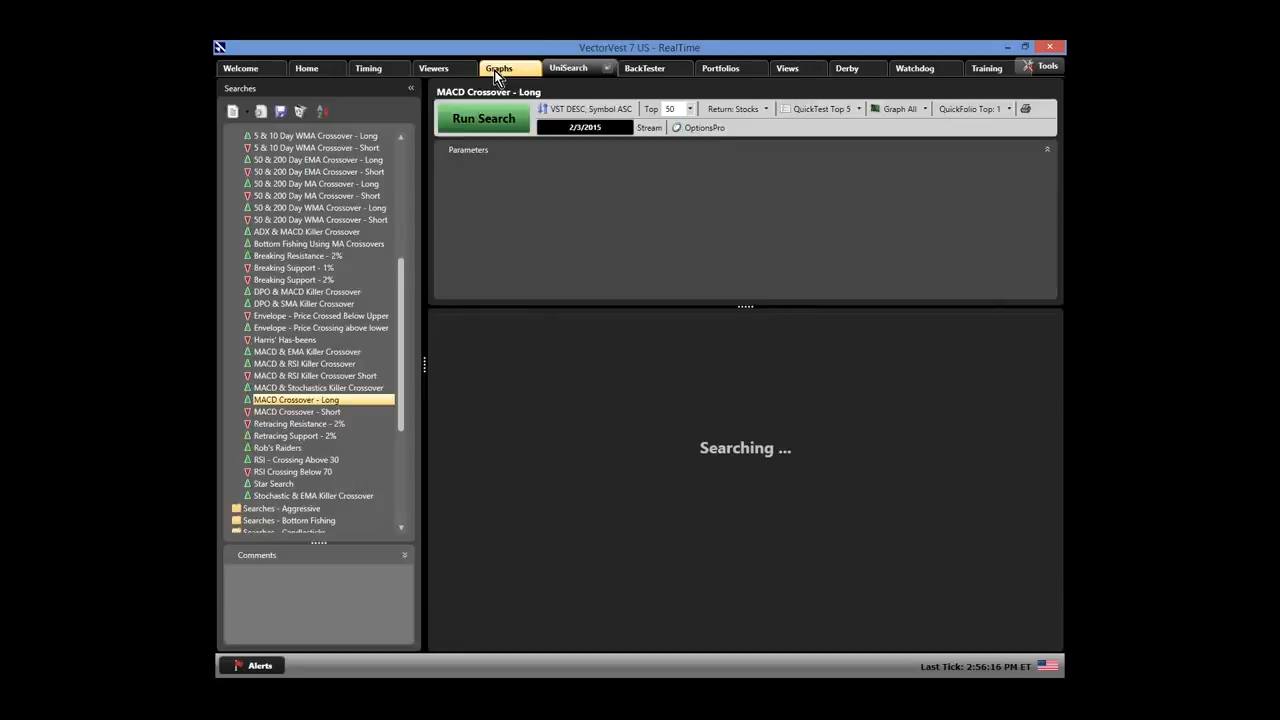 VectorVest 7 US - RealTime
Welcome Home Timing Viewers Graphs UniSearch BackTester Portfolios Views Derby Watchdog Training Tools
Searches
MACD Crossover - Long
Run Search
VST DESC, Symbol ASC Top 50 Return: Stocks QuickTest Top 5 Graph All QuickFolio Top: 1
2/3/2015 Stream OptionsPro
Parameters
5 & 10 Day WMA Crossover - Long
5 & 10 Day WMA Crossover - Short
50 & 200 Day EMA Crossover - Long
50 & 200 Day EMA Crossover - Short
50 & 200 Day MA Crossover - Long
50 & 200 Day MA Crossover - Short
50 & 200 Day WMA Crossover - Long
50 & 200 Day WMA Crossover - Short
ADX & MACD Killer Crossover
Bottom Fishing Using MA Crossovers
Breaking Resistance - 2%
Breaking Support - 1%
Breaking Support - 2%
DPO & MACD Killer Crossover
DPO & SMA Killer Crossover
Envelope - Price Crossed Below Upper
Envelope - Price Crossing above lower
Harris' Has-beens
MACD & EMA Killer Crossover
MACD & RSI Killer Crossover
MACD & RSI Killer Crossover Short
MACD & Stochastics Killer Crossover
MACD Crossover - Long
MACD Crossover - Short
Retracing Resistance - 2%
Retracing Support - 2%
Rob's Raiders
RSI - Crossing Above 30
RSI Crossing Below 70
Star Search
Stochastic & EMA Killer Crossover
Searches - Aggressive
Searches - Bottom Fishing
Searches - Candlesticks
Searching ...
Comments
Alerts
Last Tick: 2:56:16 PM ET